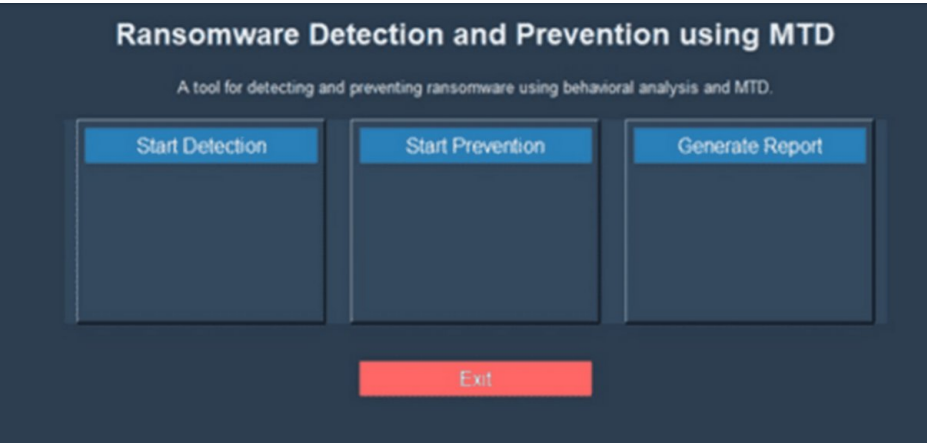 Ransomware Detection and Prevention using MTD
A tool for detecting and preventing ransomware using behavioral analysis and MTD.
Start Detection
Start Prevention
Generate Report
Exit